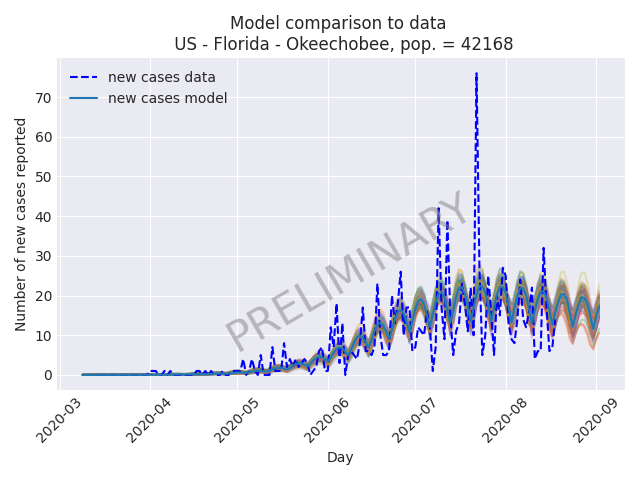 Model comparison to data
US - Florida - Okeechobee, pop. = 42168
new cases data
new cases model
Number of new cases reported
70
60
50
40
30
20
10
0
PRELIMINARY
2020-03
2020-04
2020-05
2020-06
2020-07
2020-08
2020-09
Day